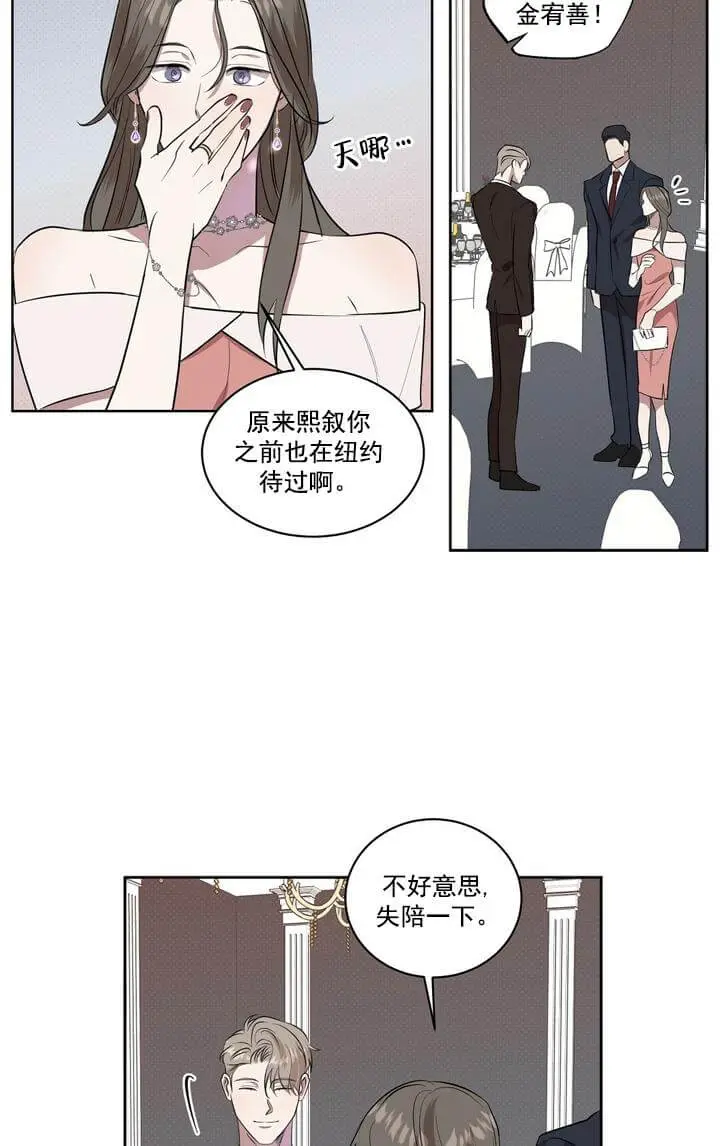 天哪…
原来熙叙你
之前也在纽约
待过啊。
金宥善！
不好意思,
失陪一下。